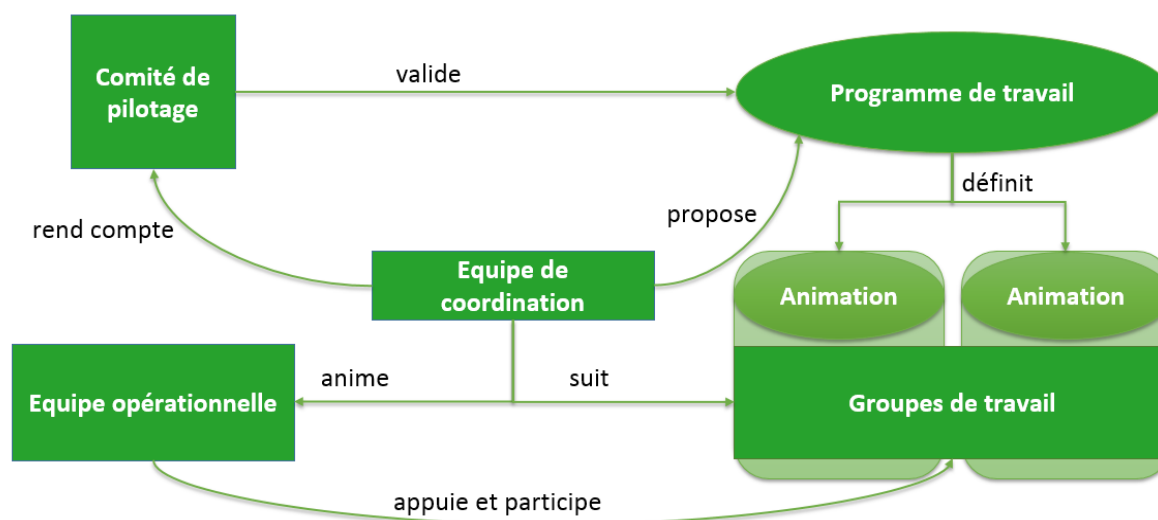 Comité de
pilotage
valide
Programme de travail
définit
rend compte
propose
Equipe de
coordination
Animation
Animation
anime
suit
Equipe opérationnelle
Groupes de travail
appuie et participe